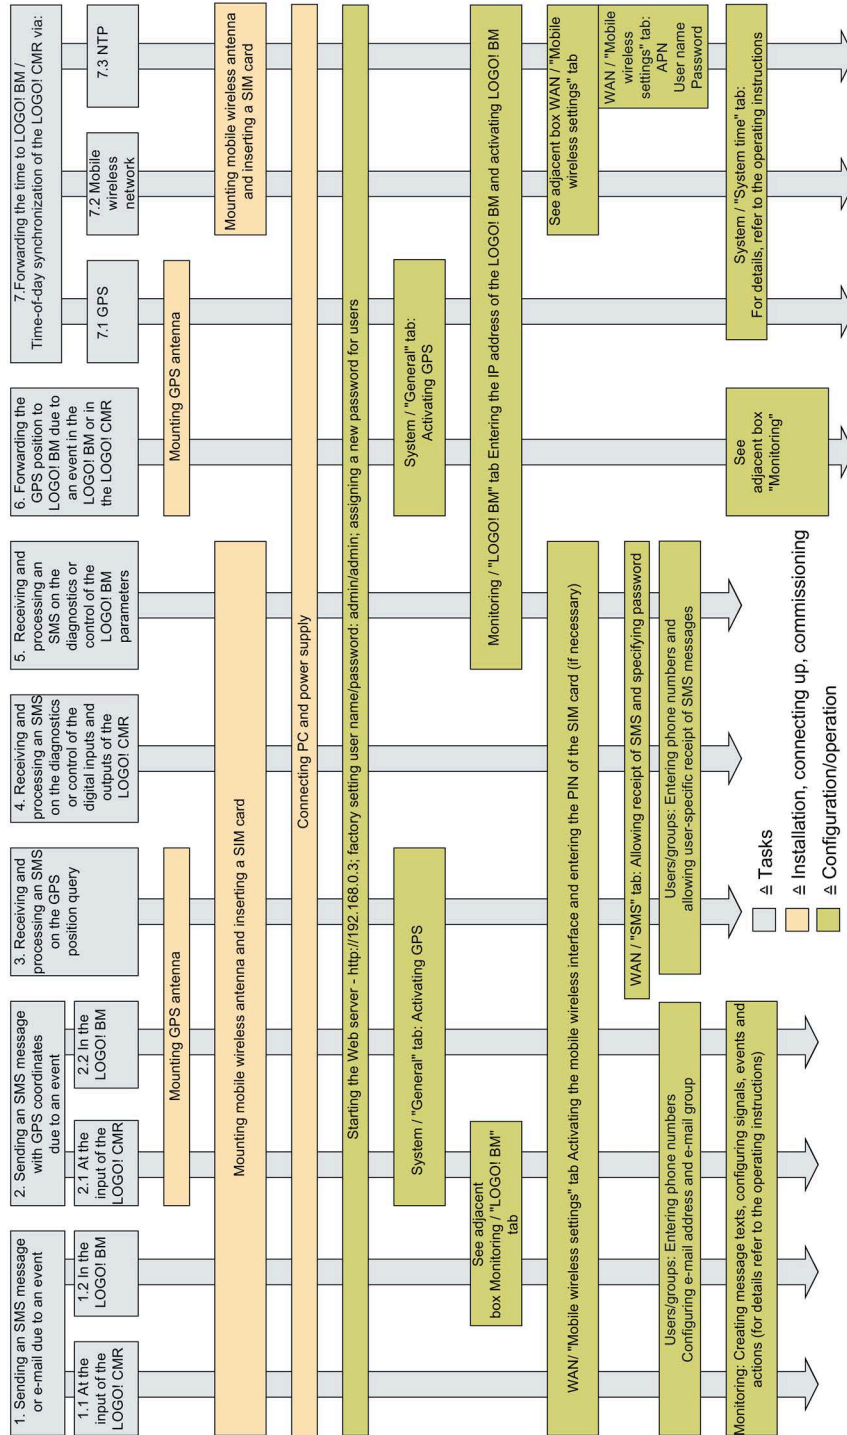 1. Sending an SMS message
or e-mail due to an event
1.1 At the
input of the
LOGO! CMR
1.2 In the
LOGO! BM
2. Sending an SMS message
with GPS coordinates
due to an event
2.1 At the
input of the
LOGO! CMR
2.2 In the
LOGO! BM
3. Receiving and
processing an SMS
on the GPS
position query
4. Receiving and
processing an SMS
on the diagnostics
or control of the
digital inputs and
outputs of the
LOGO! CMR
5. Receiving and
processing an
SMS on the
diagnostics or
control of the
LOGO! BM
parameters
6. Forwarding the
GPS position to
LOGO! BM due to
an event in the
LOGO! BM or in
the LOGO! CMR
7.Forwarding the time to LOGO! BM /
Time-of-day synchronization of the LOGO! CMR via:
7.1 GPS
7.2 Mobile
wireless
network
7.3 NTP
Mounting GPS antenna
Mounting GPS antenna
Mounting mobile wireless antenna and inserting a SIM card
Mounting mobile wireless antenna
and inserting a SIM card
Connecting PC and power supply
Starting the Web server - http://192.168.0.3; factory setting user name/password: admin/admin; assigning a new password for users
System / "General" tab: Activating GPS
System / "General" tab:
Activating GPS
See adjacent
box Monitoring / "LOGO! BM"
tab
Monitoring / "LOGO! BM" tab Entering the IP address of the LOGO! BM and activating LOGO! BM
WAN/ "Mobile wireless settings" tab Activating the mobile wireless interface and entering the PIN of the SIM card (if necessary)
See adjacent box WAN / "Mobile
wireless settings" tab
WAN / "Mobile
wireless
settings" tab:
APN
User name
Password
WAN / "SMS" tab: Allowing receipt of SMS and specifying password
Users/groups: Entering phone numbers
Configuring e-mail address and e-mail group
Users/groups: Entering phone numbers and
allowing user-specific receipt of SMS messages
Monitoring: Creating message texts, configuring signals, events and
actions (for details refer to the operating instructions)
See
adjacent box
"Monitoring"
System / "System time" tab:
For details, refer to the operating instructions
≙ Tasks
≙ Installation, connecting up, commissioning
≙ Configuration/operation